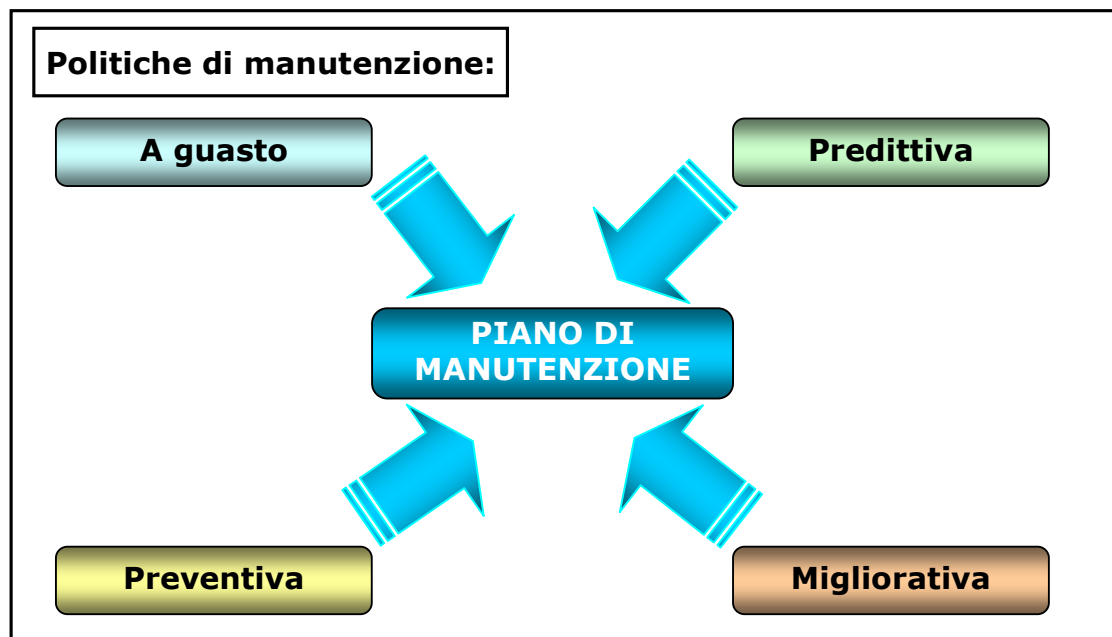 Politiche di manutenzione:
A guasto
Predittiva
PIANO DI
MANUTENZIONE
Preventiva
Migliorativa